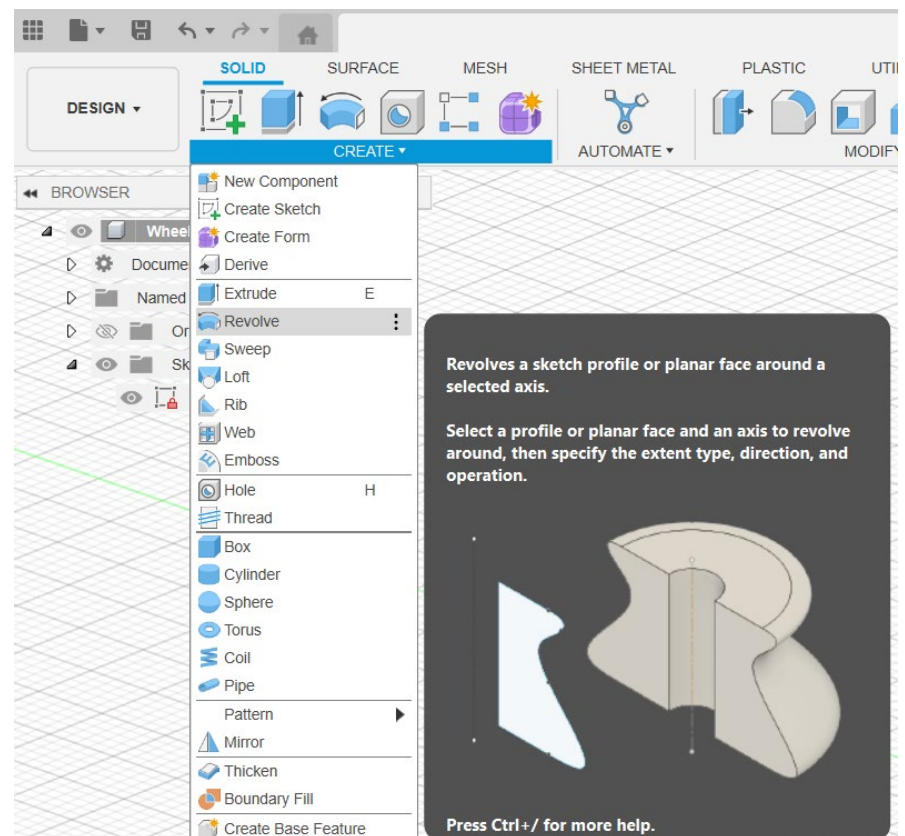 SOLID SURFACE MESH SHEET METAL PLASTIC UTI
DESIGN
CREATE AUTOMATE MODIFY
BROWSER
New Component
Create Sketch
Wheel
Create Form
Docume
Derive
Named
Extrude E
Or
Revolve
Sweep
Sk
Loft
Rib
Web
Emboss
Hole H
Thread
Box
Cylinder
Sphere
Torus
Coil
Pipe
Pattern
Mirror
Thicken
Boundary Fill
Create Base Feature
Revolves a sketch profile or planar face around a
selected axis.
Select a profile or planar face and an axis to revolve
around, then specify the extent type, direction, and
operation.
Press Ctrl+/ for more help.